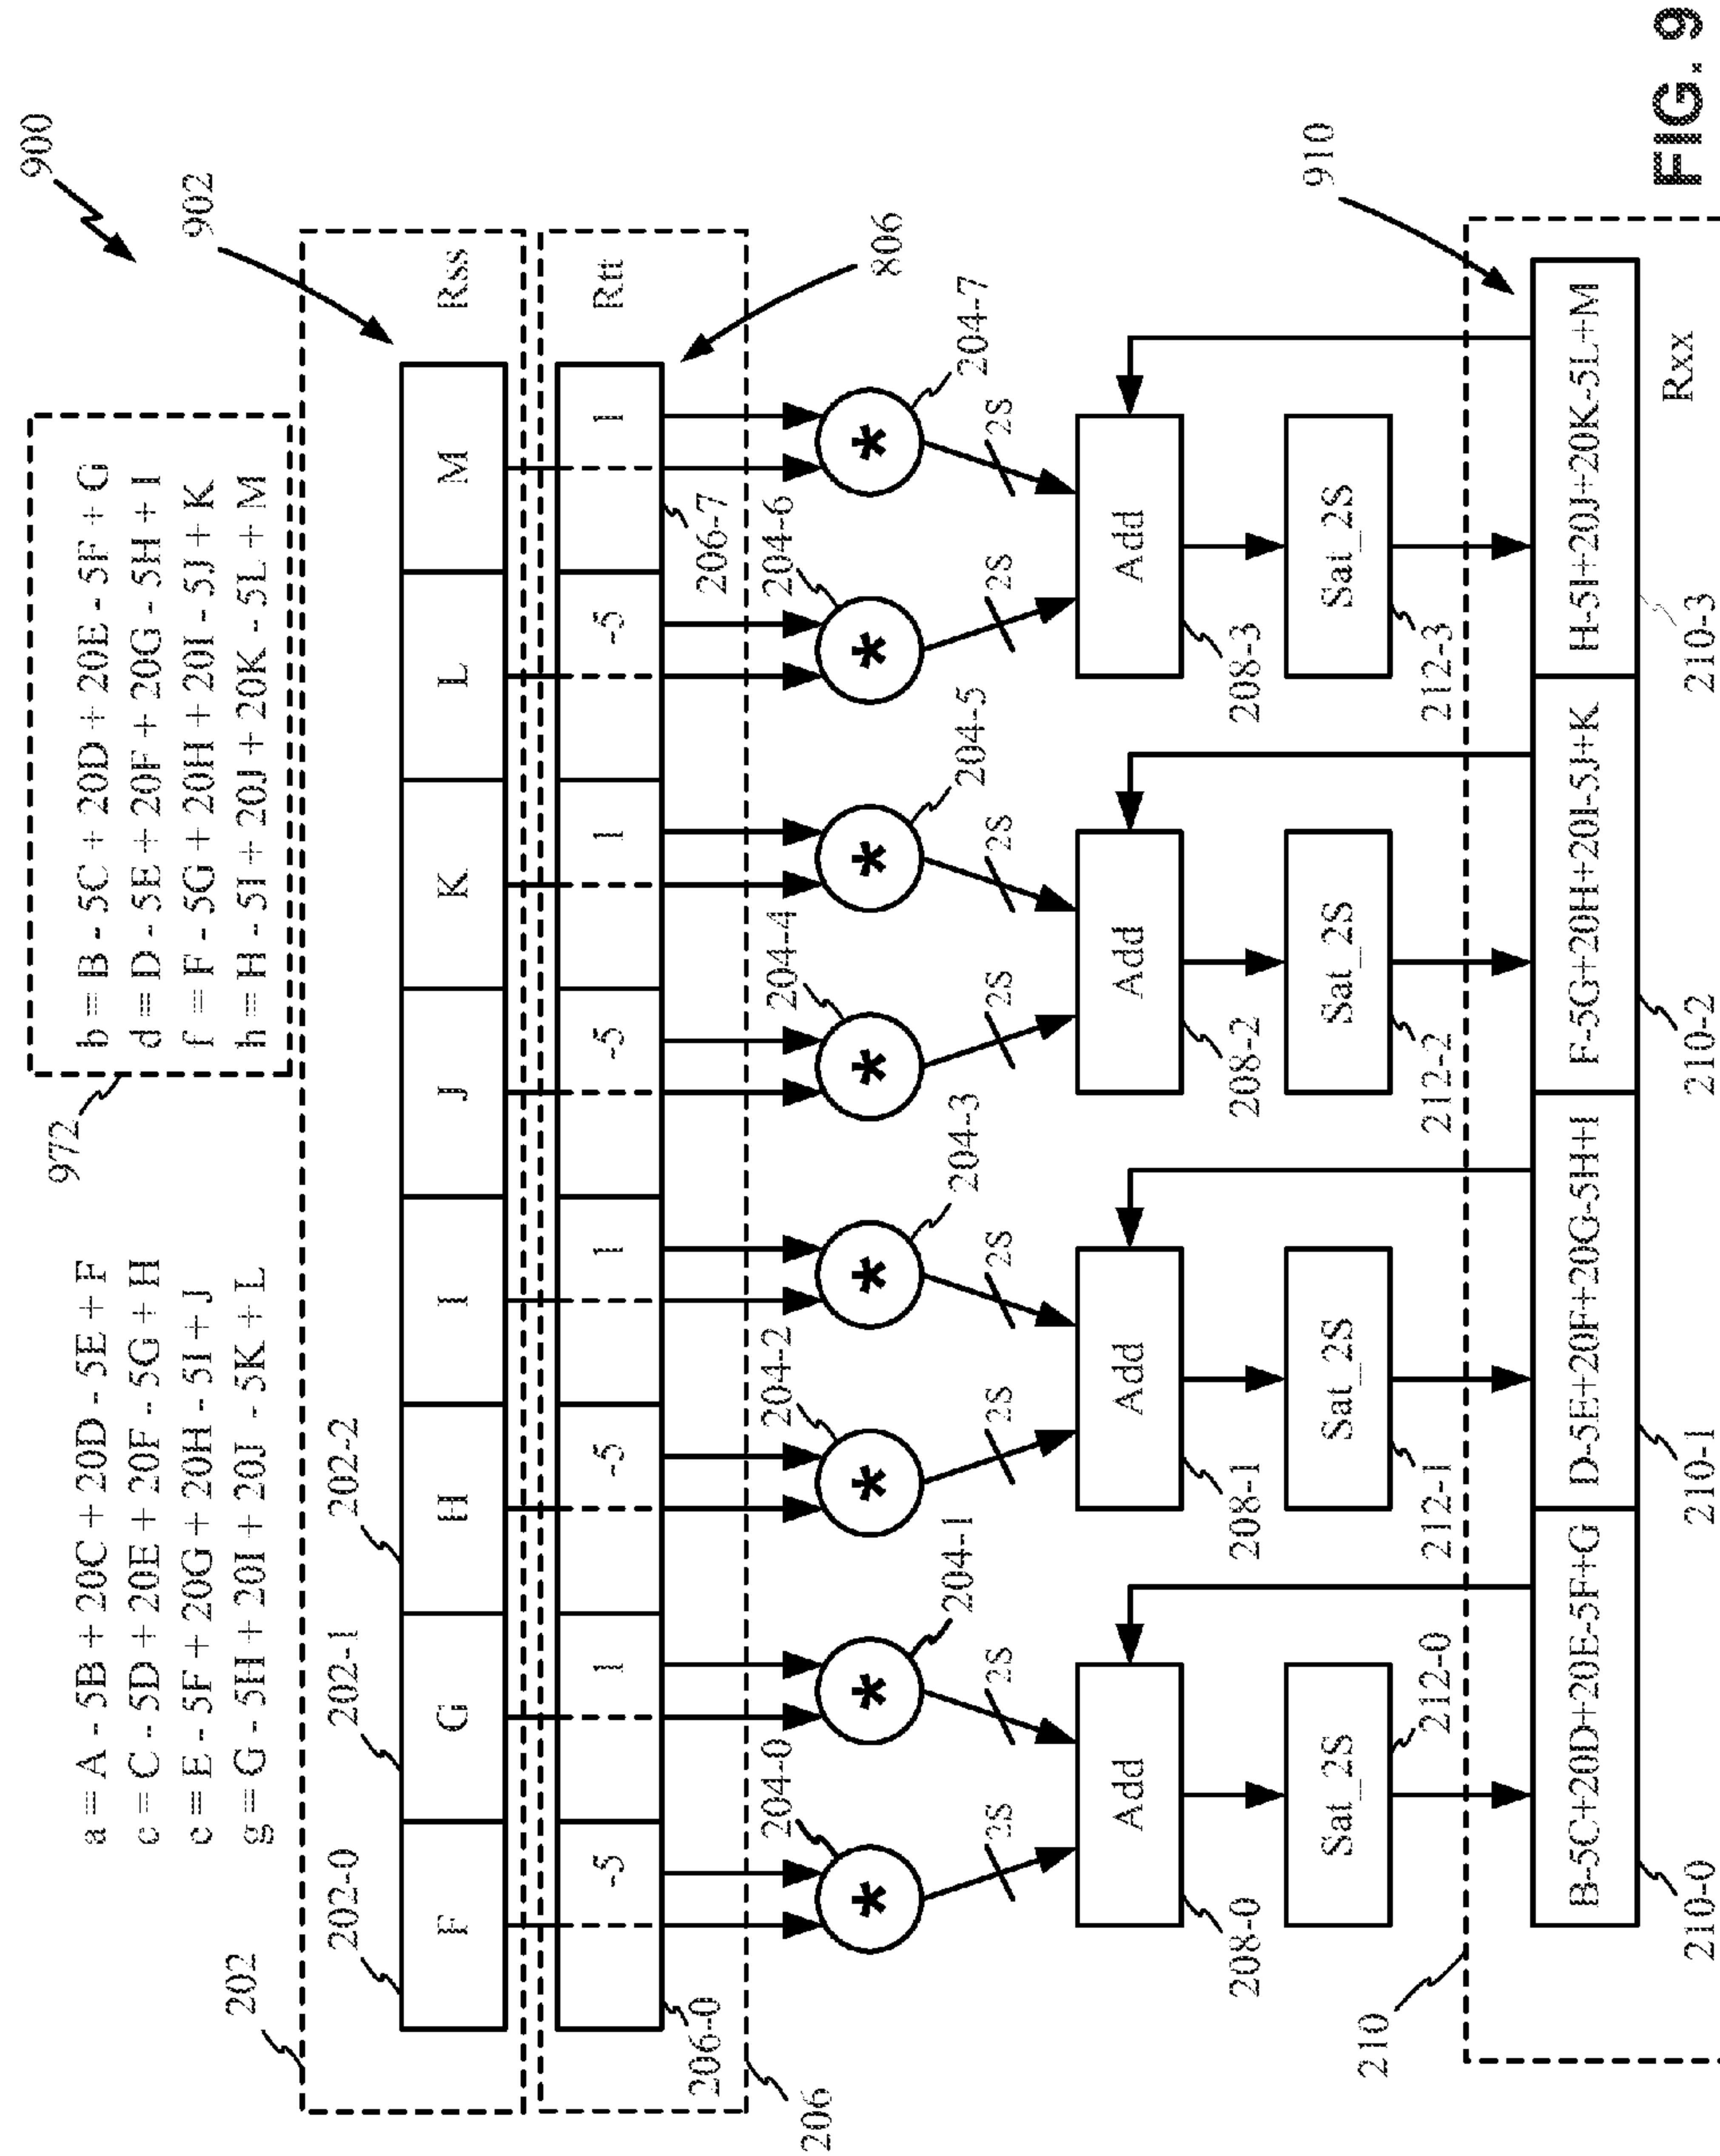 900
a = A - 5B + 20C + 20D - 5E + F
c = C - 5D + 20E + 20F - 5G + H
e = E - 5F + 20G + 20H - 5I + J
g = G - 5H + 20I + 20J - 5K + L
972
b = B - 5C + 20D + 20E - 5F + G
d = D - 5E + 20F + 20G - 5H + I
f = F - 5G + 20H + 20I - 5J + K
h = H - 5I + 20J + 20K - 5L + M
202
202-0
202-1
202-2
902
F G H I J K L M Rss
-5 1 -5 1 -5 1 -5 1 Rtt
206-0
206
206-7
806
204-0
204-1
204-2
204-3
204-4
204-5
204-6
204-7
* * * * * * * *
2S 2S 2S 2S 2S 2S 2S 2S
Add Add Add Add
208-0
208-1
208-2
208-3
Sat_2S Sat_2S Sat_2S Sat_2S
212-0
212-1
212-2
212-3
210
910
B-5C+20D+20E-5F+G D-5E+20F+20G-5H+I F-5G+20H+20I-5J+K H-5I+20J+20K-5L+M
210-0
210-1
210-2
210-3
Rxx
FIG. 9